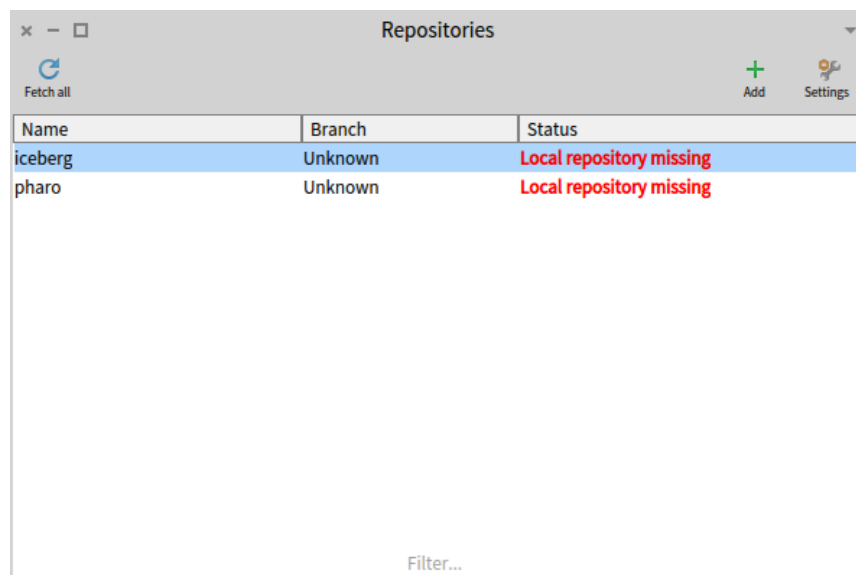 Repositories
Fetch all Add Settings
Name Branch Status
iceberg Unknown Local repository missing
pharo Unknown Local repository missing
Filter...